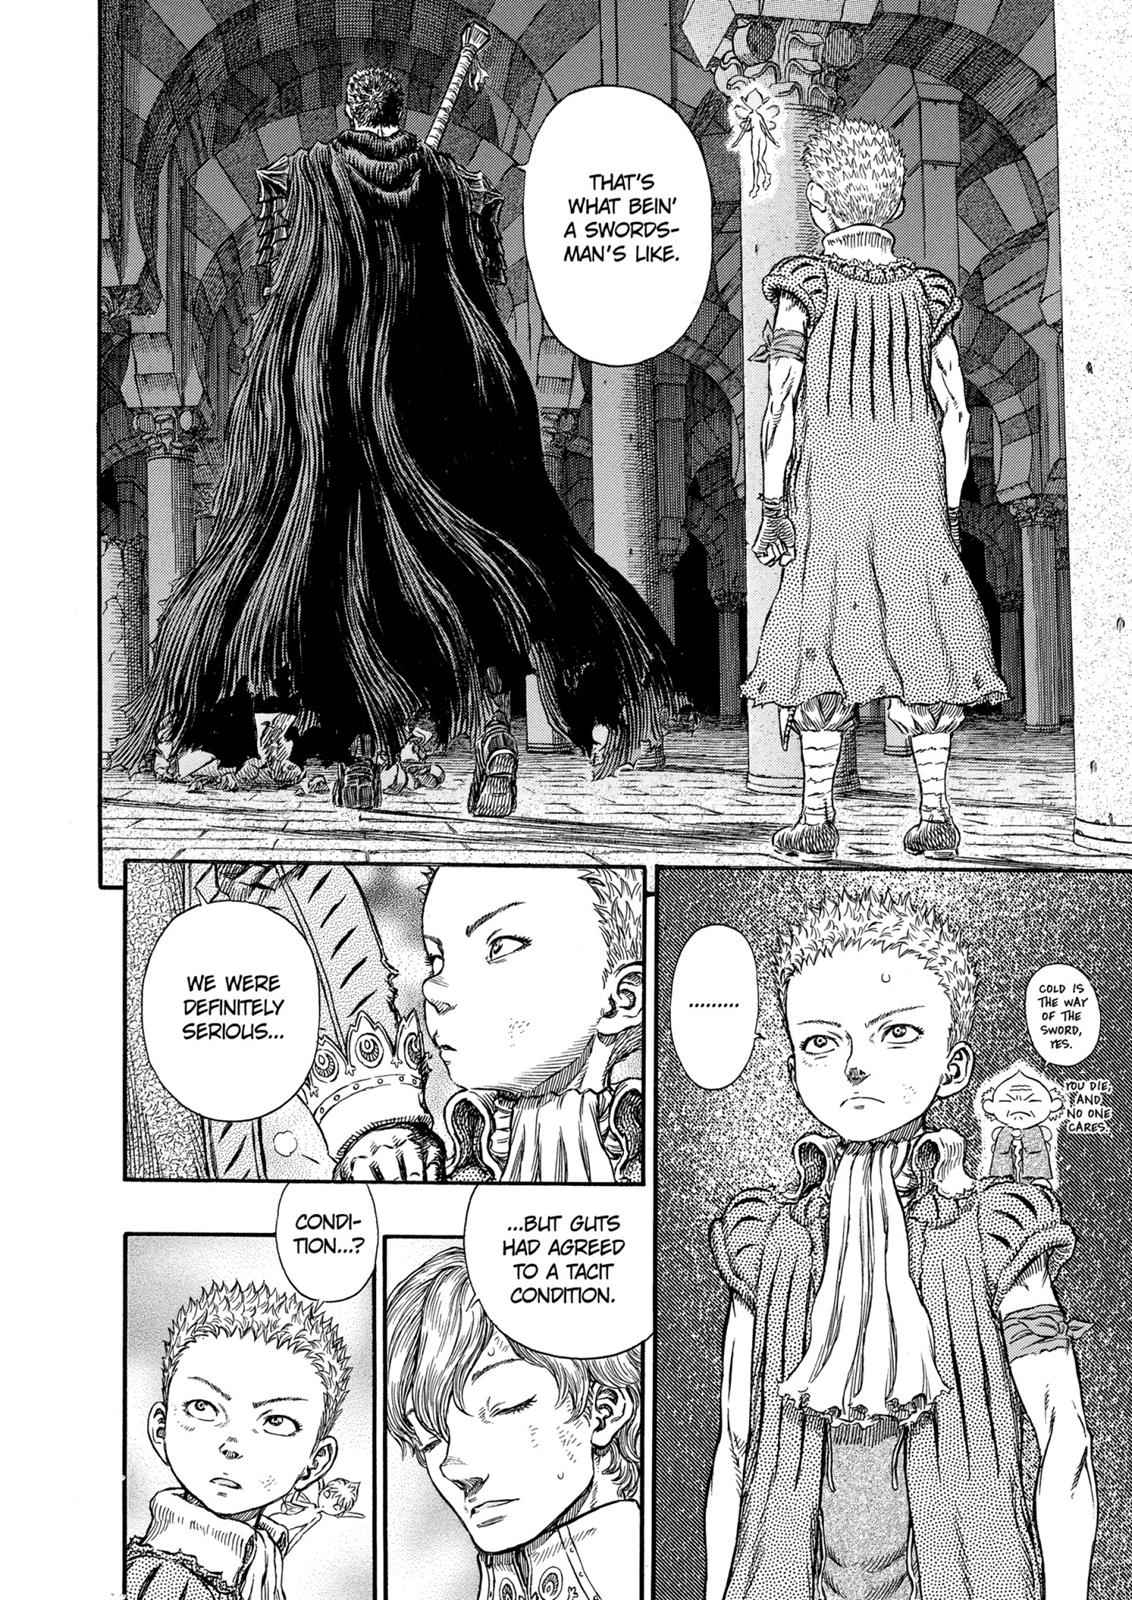 THAT'S
WHAT BEIN'
A SWORDS-
MAN'S LIKE.
WE WERE
DEFINITELY
SERIOUS...
.........
COLD IS
THE WAY
OF THE
SWORD,
YES.
YOU DIE,
AND
NO ONE
CARES.
...BUT GUTS
HAD AGREED
TO A TACIT
CONDITION.
CONDI-
TION...?